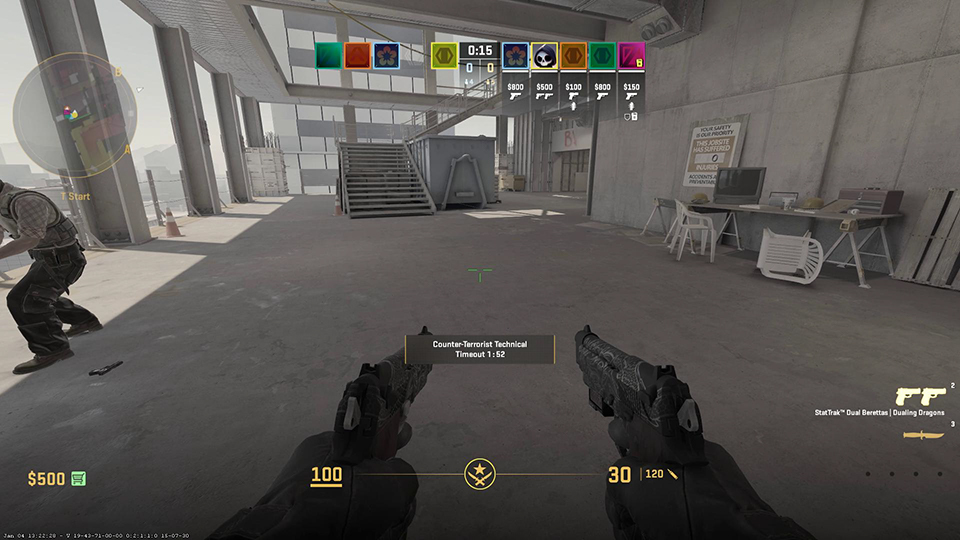 0:15
0 0
4
$800 $500 $100 $800 $150
B
A
T Start
B1
YOUR SAFETY
IS OUR PRIORITY
THIS JOBSITE
HAS SUFFERED
INJURIES
ACCIDENTS ARE
PREVENTABLE
Counter-Terrorist Technical
Timeout 1:52
2
StatTrak™ Dual Berettas | Dualing Dragons
3
$500
100
30 | 120